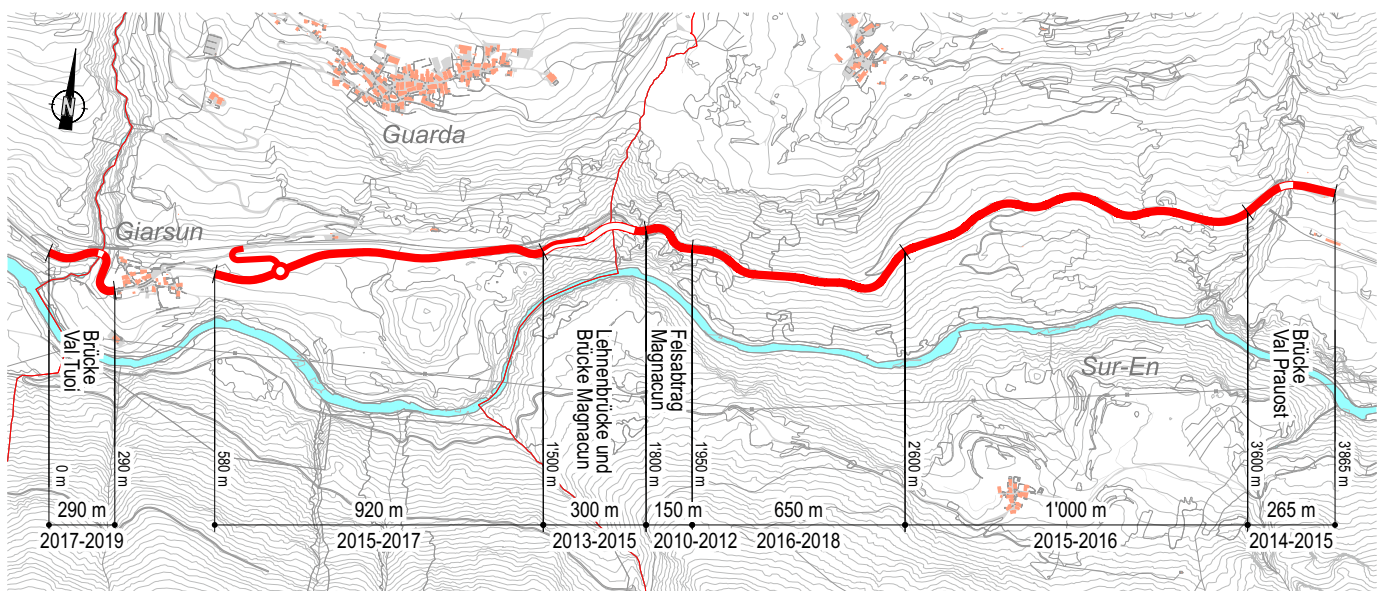 N
Guarda
Giarsun
Sur-En
Brücke
Val Tuoi
Lehnenbrücke und
Brücke Magnacun
Felsabtrag
Magnacun
Brücke
Val Prauost
0 m
290 m
580 m
1'500 m
1'800 m
1'950 m
2'600 m
3'600 m
3'865 m
290 m
920 m
300 m
150 m
650 m
1'000 m
265 m
2017-2019
2015-2017
2013-2015
2010-2012
2016-2018
2015-2016
2014-2015